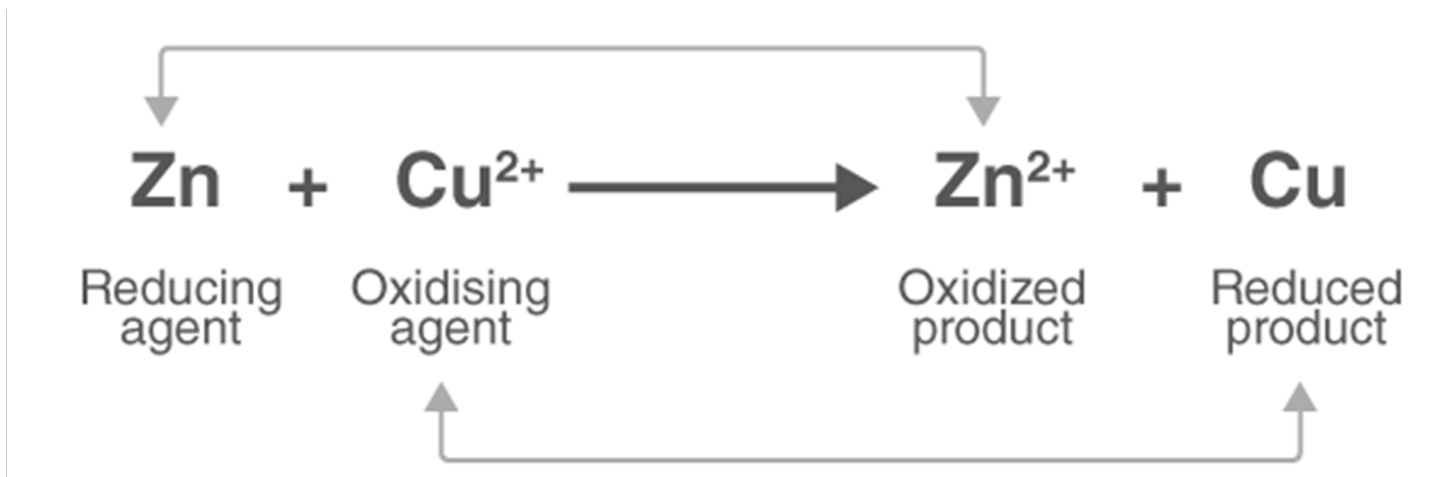 Zn + Cu²⁺ ⟶ Zn²⁺ + Cu
Reducing agent
Oxidising agent
Oxidized product
Reduced product